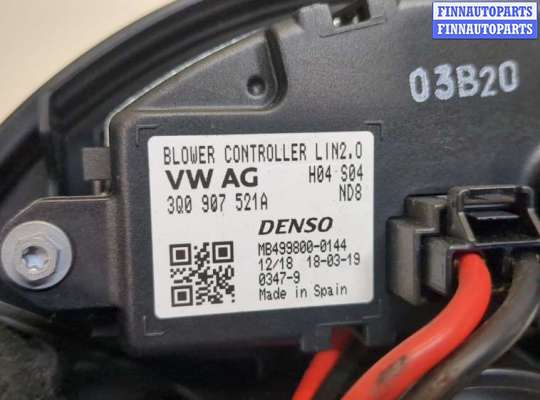 FINNAUTOPARTS
FINNAUTOPARTS
03B20
BLOWER CONTROLLER LIN2.0
VW AG H04 S04
3Q0 907 521A ND8
DENSO
MB499800-0144
12/18 18-03-19
0347-9
Made in Spain